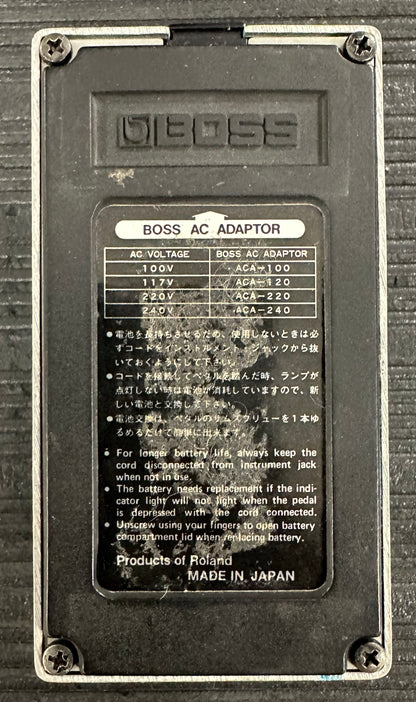 BOSS
BOSS AC ADAPTOR
AC VOLTAGE BOSS AC ADAPTOR
100V ACA-100
117V ACA-120
220V ACA-220
240V ACA-240
●電池を長持ちさせるため、使用しないときは必
ずコードをインストルメント・ジャックから抜
いておくようにして下さい。
●コードを接続してペダルを踏んだ時、ランプが
点灯しない時は電池が消耗していますので、新
しい電池と交換して下さい。
●電池交換は、ペダルのサムスクリューを1本ゆ
るめるだけで簡単に出来ます。
● For longer battery life, always keep the
cord disconnected from instrument jack
when not in use.
● The battery needs replacement if the indi-
cator light will not light when the pedal
is depressed with the cord connected.
● Unscrew using your fingers to open battery
compartment lid when replacing battery.
Products of Roland
MADE IN JAPAN